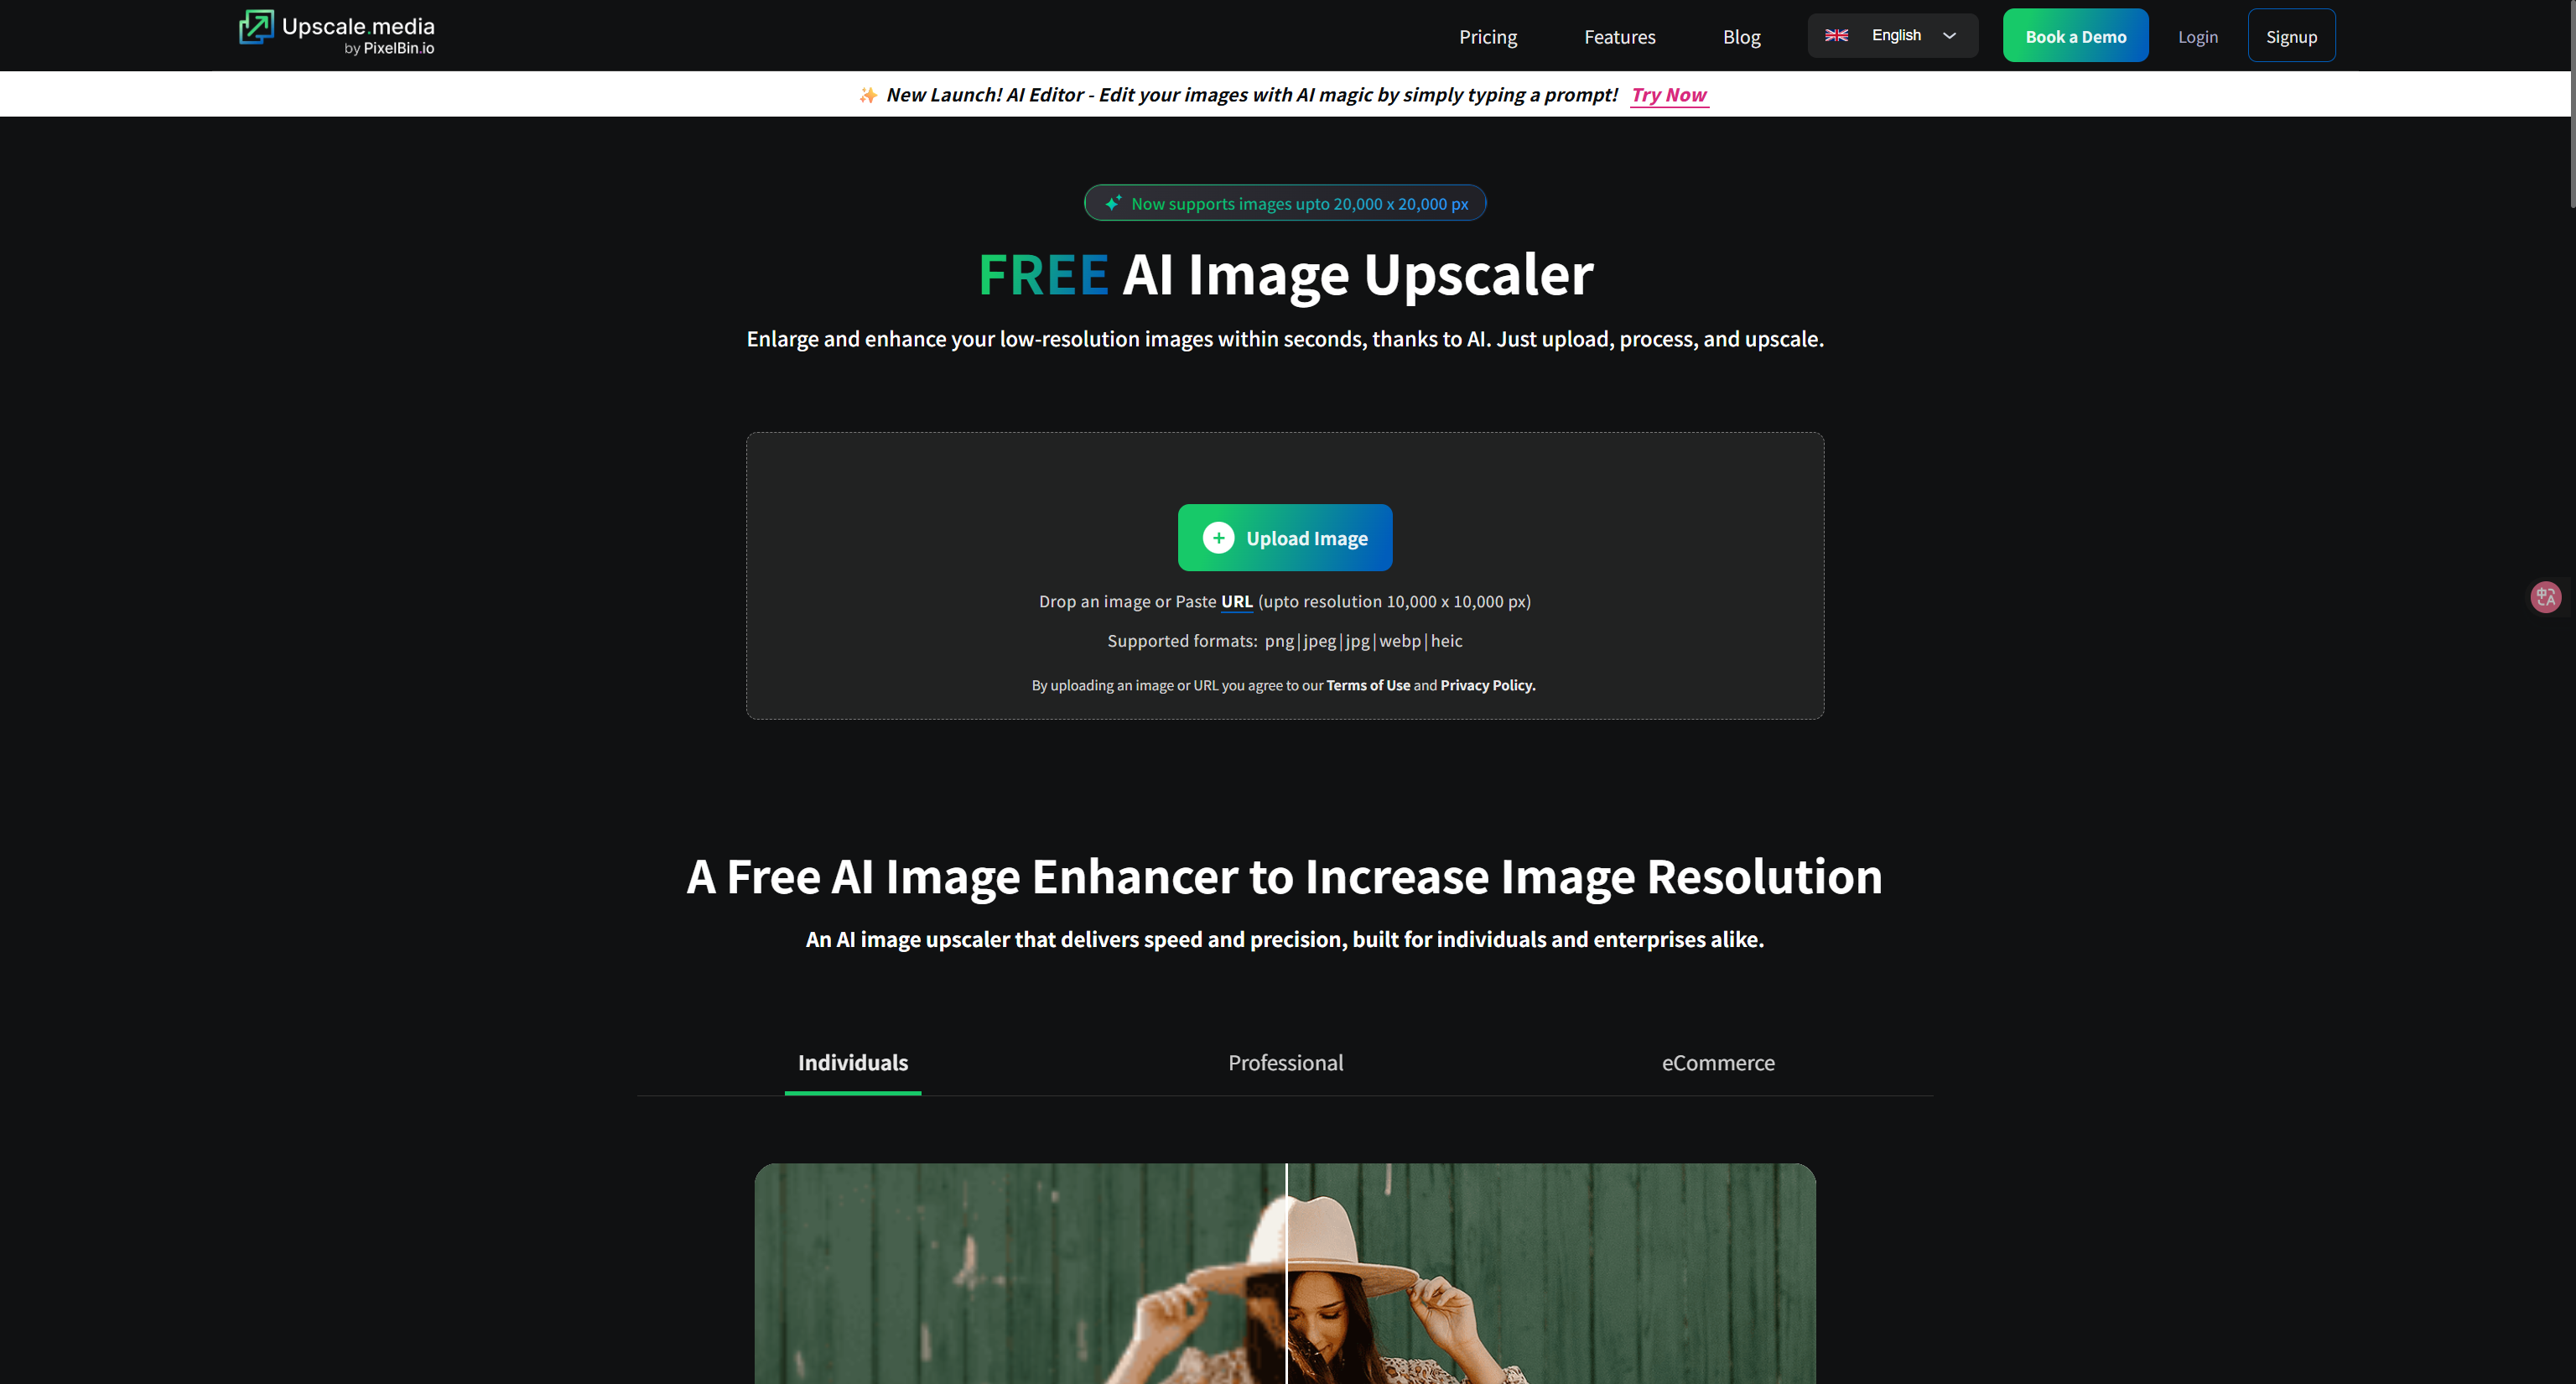 Upscale.media
by PixelBin.io
Pricing
Features
Blog
English
Book a Demo
Login
Signup
✨ New Launch! AI Editor - Edit your images with AI magic by simply typing a prompt! Try Now
Now supports images upto 20,000 x 20,000 px
FREE AI Image Upscaler
Enlarge and enhance your low-resolution images within seconds, thanks to AI. Just upload, process, and upscale.
Upload Image
Drop an image or Paste URL (upto resolution 10,000 x 10,000 px)
Supported formats: png|jpeg|jpg|webp|heic
By uploading an image or URL you agree to our Terms of Use and Privacy Policy.
中A
A Free AI Image Enhancer to Increase Image Resolution
An AI image upscaler that delivers speed and precision, built for individuals and enterprises alike.
Individuals
Professional
eCommerce